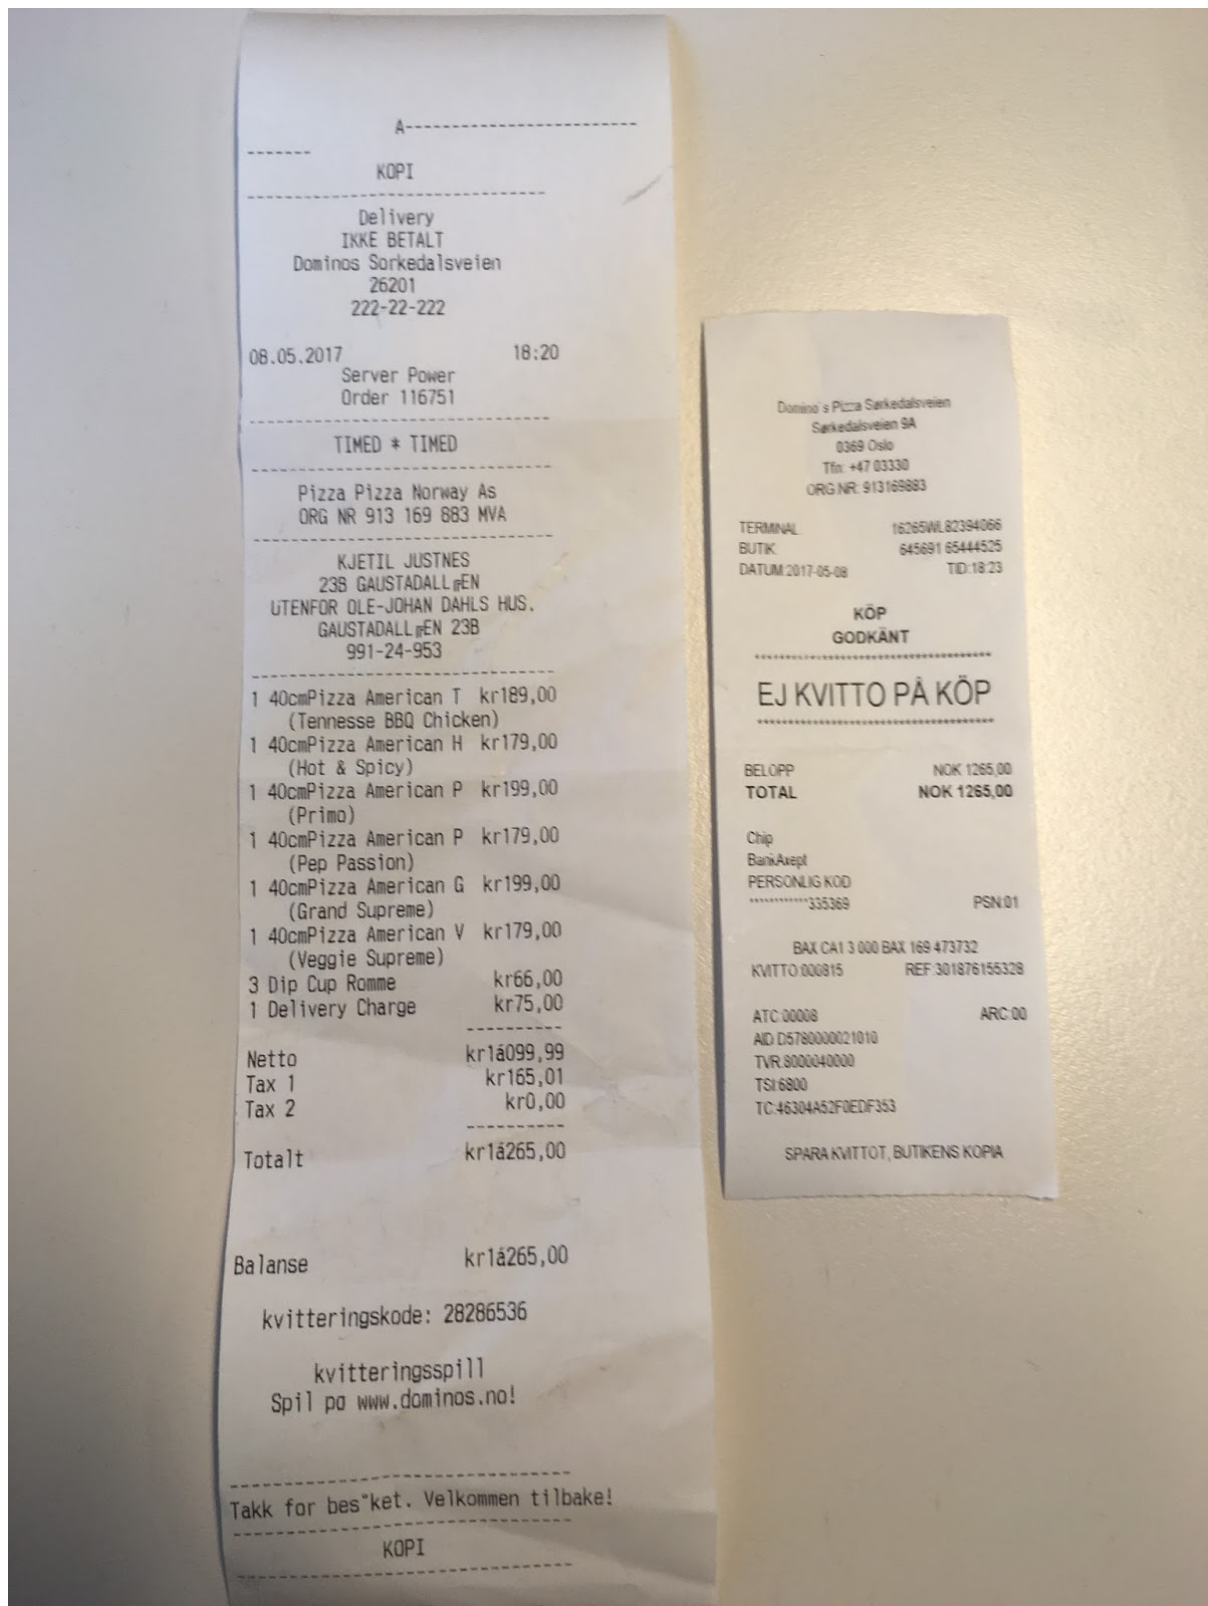 A-------------------------
-------
KOPI
--------------------------------
Delivery
IKKE BETALT
Dominos Sorkedalsveien
26201
222-22-222
08.05.2017 18:20
Server Power
Order 116751
--------------------------------
TIMED * TIMED
--------------------------------
Pizza Pizza Norway As
ORG NR 913 169 883 MVA
--------------------------------
KJETIL JUSTNES
23B GAUSTADALLøEN
UTENFOR OLE-JOHAN DAHLS HUS.
GAUSTADALLøEN 23B
991-24-953
--------------------------------
1 40cmPizza American T kr189,00
(Tennesse BBQ Chicken)
1 40cmPizza American H kr179,00
(Hot & Spicy)
1 40cmPizza American P kr199,00
(Primo)
1 40cmPizza American P kr179,00
(Pep Passion)
1 40cmPizza American G kr199,00
(Grand Supreme)
1 40cmPizza American V kr179,00
(Veggie Supreme)
3 Dip Cup Romme kr66,00
1 Delivery Charge kr75,00
----------
Netto kr1á099,99
Tax 1 kr165,01
Tax 2 kr0,00
----------
Totalt kr1á265,00
Balanse kr1á265,00
kvitteringskode: 28286536
kvitteringsspill
Spil po www.dominos.no!
--------------------------------
Takk for bes"ket. Velkommen tilbake!
--------------------------------
KOPI
--------------------------------
Domino's Pizza Sørkedalsveien
Sørkedalsveien 9A
0369 Oslo
Tfn: +47 03330
ORG.NR: 913169883
TERMINAL: 16265WL82394066
BUTIK: 645691 65444525
DATUM:2017-05-08 TID:18:23
KÖP
GODKÄNT
****************************************
EJ KVITTO PÅ KÖP
****************************************
BELOPP NOK 1265,00
TOTAL NOK 1265,00
Chip
BankAxept
PERSONLIG KOD
************335369 PSN:01
BAX CA1 3 000 BAX 169 473732
KVITTO:000815 REF:301876155328
ATC:00008 ARC:00
AID:D5780000021010
TVR:8000040000
TSI:6800
TC:46304A52F0EDF353
SPARA KVITTOT, BUTIKENS KOPIA